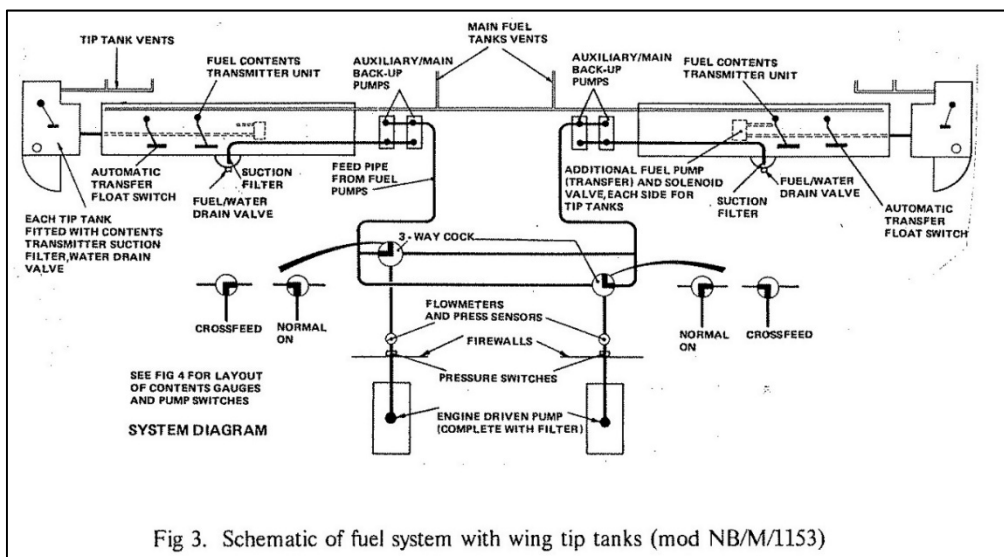 TIP TANK VENTS
FUEL CONTENTS
TRANSMITTER UNIT
AUXILIARY/MAIN
BACK-UP
PUMPS
MAIN FUEL
TANKS VENTS
AUXILIARY/MAIN
BACK-UP
PUMPS
FUEL CONTENTS
TRANSMITTER UNIT
AUTOMATIC
TRANSFER
FLOAT SWITCH
SUCTION
FILTER
FUEL/WATER
DRAIN VALVE
FEED PIPE
FROM FUEL
PUMPS
ADDITIONAL FUEL PUMP
(TRANSFER) AND SOLENOID
VALVE,EACH SIDE FOR
TIP TANKS
SUCTION
FILTER
FUEL/WATER
DRAIN VALVE
AUTOMATIC
TRANSFER
FLOAT SWITCH
EACH TIP TANK
FITTED WITH CONTENTS
TRANSMITTER SUCTION
FILTER,WATER DRAIN
VALVE
3-WAY COCK
CROSSFEED
NORMAL
ON
FLOWMETERS
AND PRESS SENSORS
NORMAL
ON
CROSSFEED
FIREWALLS
PRESSURE SWITCHES
SEE FIG 4 FOR LAYOUT
OF CONTENTS GAUGES
AND PUMP SWITCHES
SYSTEM DIAGRAM
ENGINE DRIVEN PUMP
(COMPLETE WITH FILTER)
Fig 3. Schematic of fuel system with wing tip tanks (mod NB/M/1153)